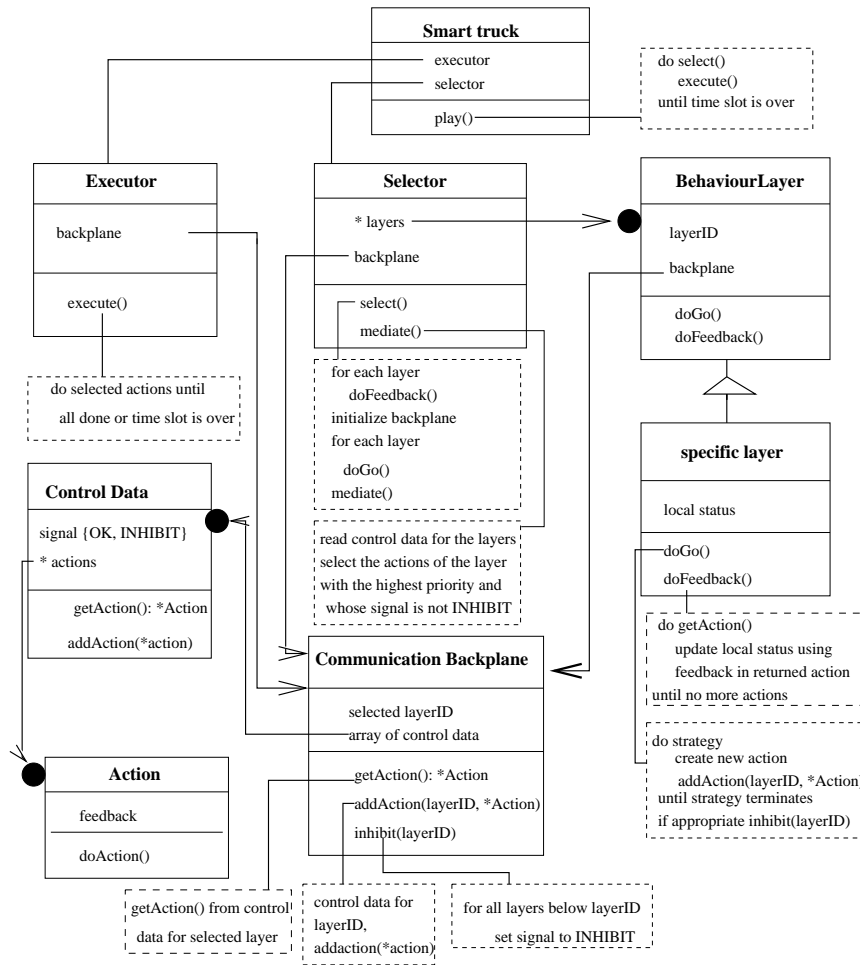 Smart truck
executor
selector
play()
do select()
execute()
until time slot is over
Executor
backplane
execute()
do selected actions until
all done or time slot is over
Selector
* layers
backplane
select()
mediate()
for each layer
doFeedback()
initialize backplane
for each layer
doGo()
mediate()
read control data for the layers
select the actions of the layer
with the highest priority and
whose signal is not INHIBIT
BehaviourLayer
layerID
backplane
doGo()
doFeedback()
specific layer
local status
doGo()
doFeedback()
do getAction()
update local status using
feedback in returned action
until no more actions
do strategy
create new action
addAction(layerID, *Action)
until strategy terminates
if appropriate inhibit(layerID)
Control Data
signal {OK, INHIBIT}
* actions
getAction(): *Action
addAction(*action)
Communication Backplane
selected layerID
array of control data
getAction(): *Action
addAction(layerID, *Action)
inhibit(layerID)
Action
feedback
doAction()
getAction() from control
data for selected layer
control data for
layerID,
addaction(*action)
for all layers below layerID
set signal to INHIBIT